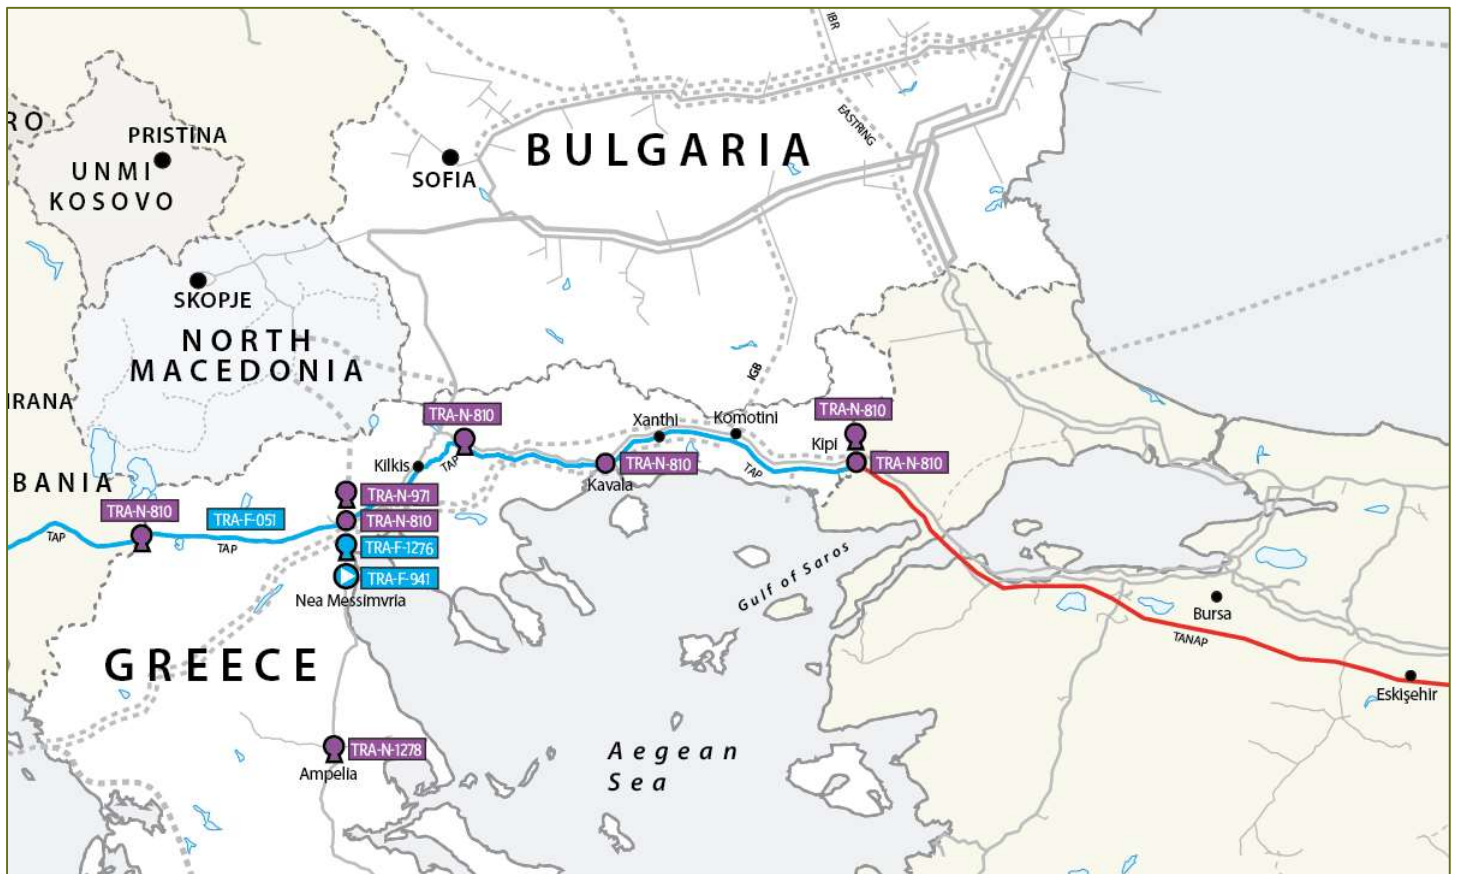 IBR
RO
PRISTINA
BULGARIA
EASTRING
UNMI
KOSOVO
SOFIA
SKOPJE
NORTH
MACEDONIA
IGB
IRANA
TRA-N-810
Xanthi
Komotini
TRA-N-810
Kipi
Kilkis
TAP
TRA-N-810
TAP
TRA-N-810
Kavala
BANIA
TRA-N-971
TRA-N-810
TRA-F-051
TRA-N-810
TAP
TAP
TRA-F-1276
TRA-F-941
Nea Messimvria
Gulf of Saros
Bursa
TANAP
GREECE
Eskişehir
TRA-N-1278
Ampelia
Aegean
Sea